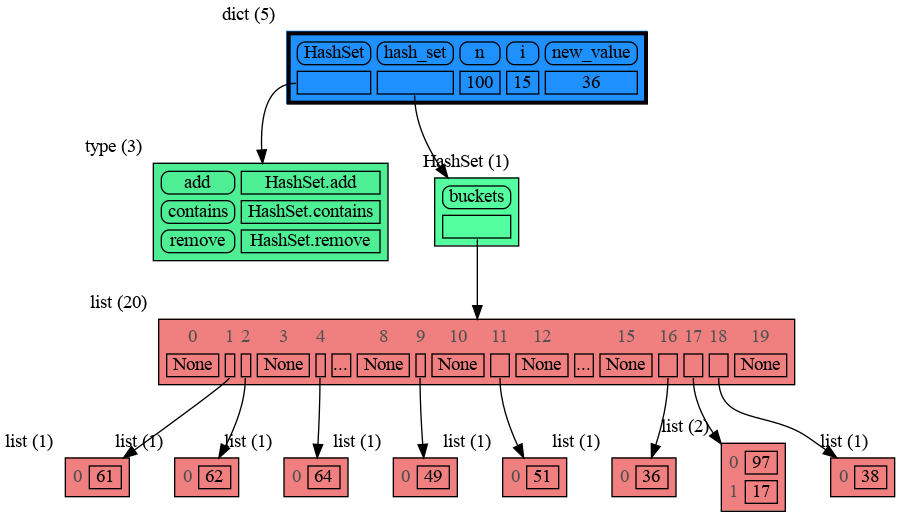 dict (5)
HashSet hash_set n i new_value
100 15 36
type (3)
HashSet (1)
add HashSet.add
contains HashSet.contains
remove HashSet.remove
buckets
list (20)
0 1 2 3 4 8 9 10 11 12 15 16 17 18 19
None None ... None None None ... None None
list (1) list (1) list (1) list (1) list (1) list (1) list (2) list (1)
0 61 0 62 0 64 0 49 0 51 0 36 0 97 0 38
1 17